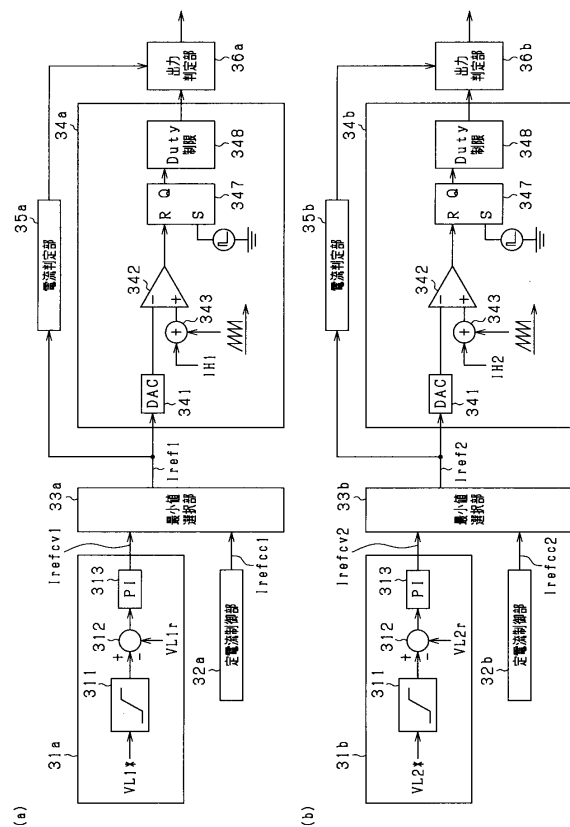 (a)
31a
VL1*
311
+
-
312
VL1r
313
PI
Irefcv1
32a
定電流制御部
Irefcc1
33a
最小値
選択部
Iref1
35a
電流判定部
34a
DAC
341
342
-
+
+
343
IH1
R
Q
S
347
Duty
制限
348
出力
判定部
36a
(b)
31b
VL2*
311
+
-
312
VL2r
313
PI
Irefcv2
32b
定電流制御部
Irefcc2
33b
最小値
選択部
Iref2
35b
電流判定部
34b
DAC
341
342
-
+
+
343
IH2
R
Q
S
347
Duty
制限
348
出力
判定部
36b